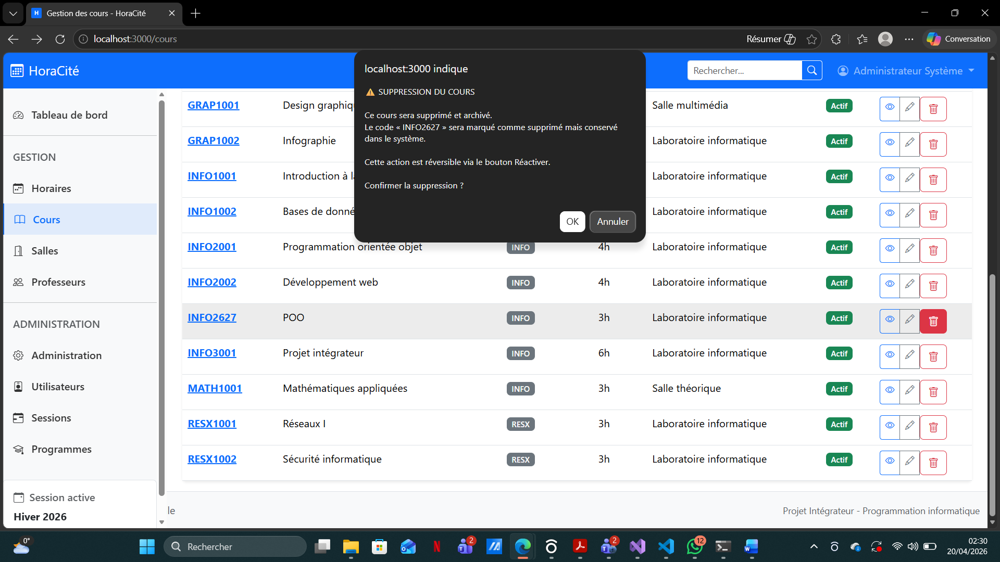 Gestion des cours - HoraCité
localhost:3000/cours
Résumer
Conversation
HoraCité
Rechercher...
Administrateur Système
localhost:3000 indique
SUPPRESSION DU COURS
Ce cours sera supprimé et archivé.
Le code « INFO2627 » sera marqué comme supprimé mais conservé
dans le système.
Cette action est réversible via le bouton Réactiver.
Confirmer la suppression ?
OK Annuler
Tableau de bord
GESTION
Horaires
Cours
Salles
Professeurs
ADMINISTRATION
Administration
Utilisateurs
Sessions
Programmes
Session active
Hiver 2026
GRAP1001 Design graphiq Salle multimédia Actif
GRAP1002 Infographie Laboratoire informatique Actif
INFO1001 Introduction à l Laboratoire informatique Actif
INFO1002 Bases de donné Laboratoire informatique Actif
INFO2001 Programmation orientée objet INFO 4h Laboratoire informatique Actif
INFO2002 Développement web INFO 4h Laboratoire informatique Actif
INFO2627 POO INFO 3h Laboratoire informatique Actif
INFO3001 Projet intégrateur INFO 6h Laboratoire informatique Actif
MATH1001 Mathématiques appliquées INFO 3h Salle théorique Actif
RESX1001 Réseaux I RESX 3h Laboratoire informatique Actif
RESX1002 Sécurité informatique RESX 3h Laboratoire informatique Actif
le
Projet Intégrateur - Programmation informatique
0°
Rechercher
2
2
12
02:30
20/04/2026